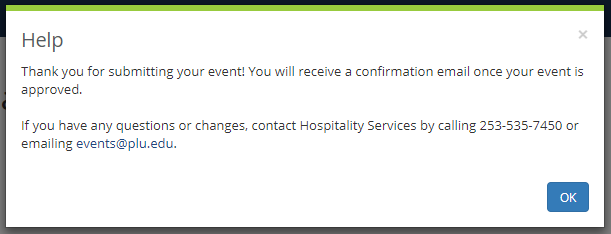 Help
×
Thank you for submitting your event! You will receive a confirmation email once your event is
approved.
If you have any questions or changes, contact Hospitality Services by calling 253-535-7450 or
emailing events@plu.edu.
OK